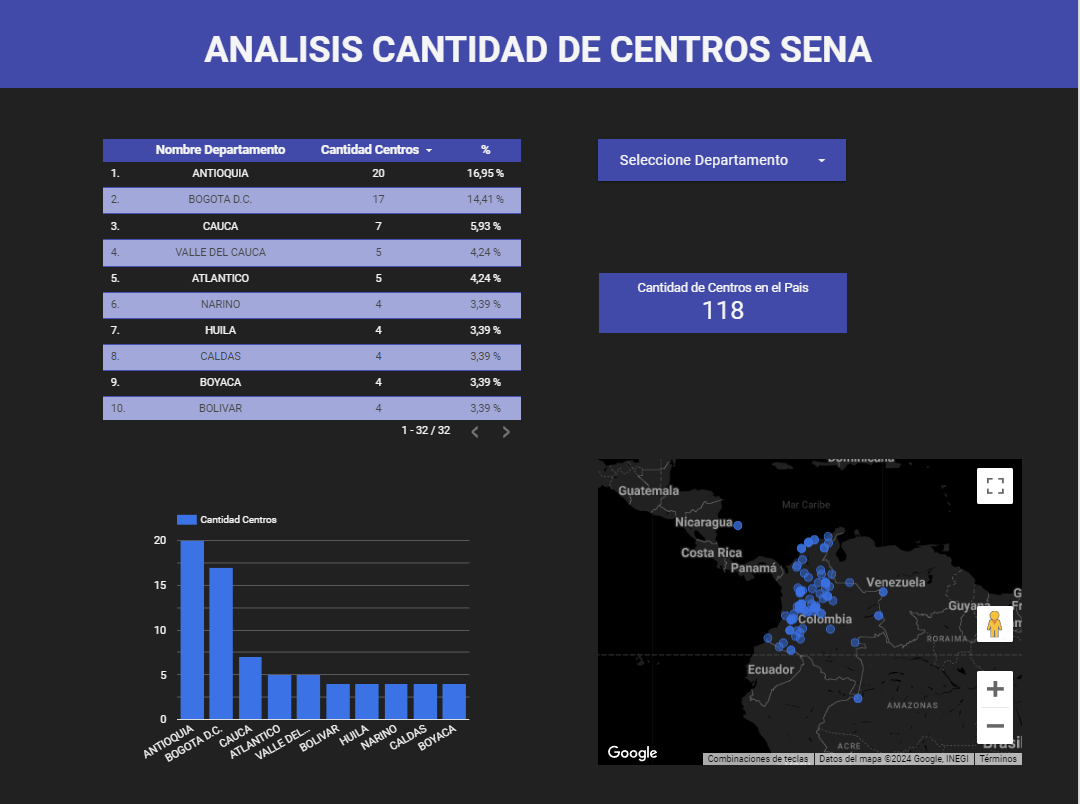 ANALISIS CANTIDAD DE CENTROS SENA
Nombre Departamento Cantidad Centros %
1. ANTIOQUIA 20 16,95 %
2. BOGOTA D.C. 17 14,41 %
3. CAUCA 7 5,93 %
4. VALLE DEL CAUCA 5 4,24 %
5. ATLANTICO 5 4,24 %
6. NARINO 4 3,39 %
7. HUILA 4 3,39 %
8. CALDAS 4 3,39 %
9. BOYACA 4 3,39 %
10. BOLIVAR 4 3,39 %
1 - 32 / 32
Seleccione Departamento
Cantidad de Centros en el Pais
118
Cantidad Centros
20
15
10
5
0
ANTIOQUIA
BOGOTA D.C.
CAUCA
ATLANTICO
VALLE DEL...
BOLIVAR
HUILA
NARINO
CALDAS
BOYACA
Dominicana
Guatemala
Mar Caribe
Nicaragua
Costa Rica
Panamá
Venezuela
Guyana
Colombia
RORAIMA
Ecuador
AMAZONAS
ACRE
Brasil
Google
Combinaciones de teclas
Datos del mapa ©2024 Google, INEGI
Términos